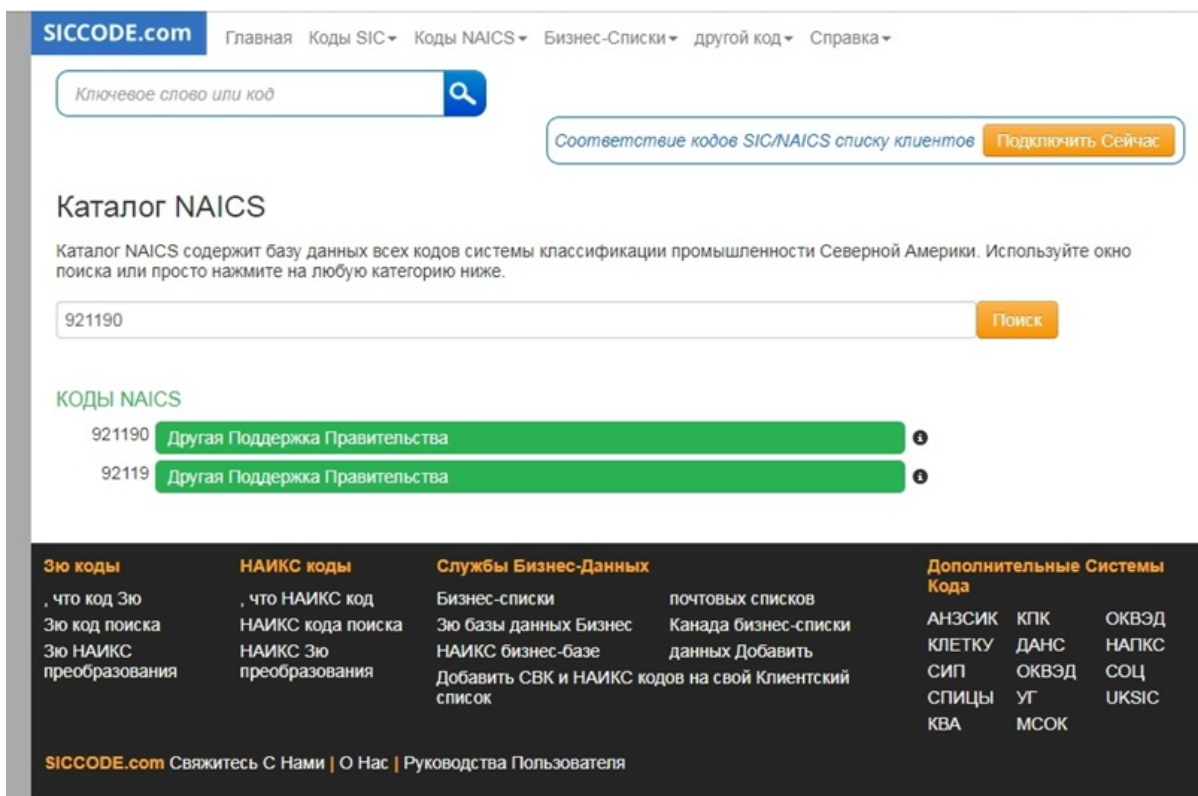 SICCODE.com
Главная Коды SIC Коды NAICS Бизнес-Списки другой код Справка
Ключевое слово или код
Соответствие кодов SIC/NAICS списку клиентов Подключить Сейчас
Каталог NAICS
Каталог NAICS содержит базу данных всех кодов системы классификации промышленности Северной Америки. Используйте окно
поиска или просто нажмите на любую категорию ниже.
921190 Поиск
КОДЫ NAICS
921190 Другая Поддержка Правительства
92119 Другая Поддержка Правительства
Зю коды
, что код Зю
Зю код поиска
Зю НАИКС
преобразования
НАИКС коды
, что НАИКС код
НАИКС кода поиска
НАИКС Зю
преобразования
Службы Бизнес-Данных
Бизнес-списки почтовых списков
Зю базы данных Бизнес Канада бизнес-списки
НАИКС бизнес-базе данных Добавить
Добавить СВК и НАИКС кодов на свой Клиентский
список
Дополнительные Системы
Кода
АНЗСИК КПК ОКВЭД
КЛЕТКУ ДАНС НАПКС
СИП ОКВЭД СОЦ
СПИЦЫ УГ UKSIC
КВА МСОК
SICCODE.com Свяжитесь С Нами | О Нас | Руководства Пользователя